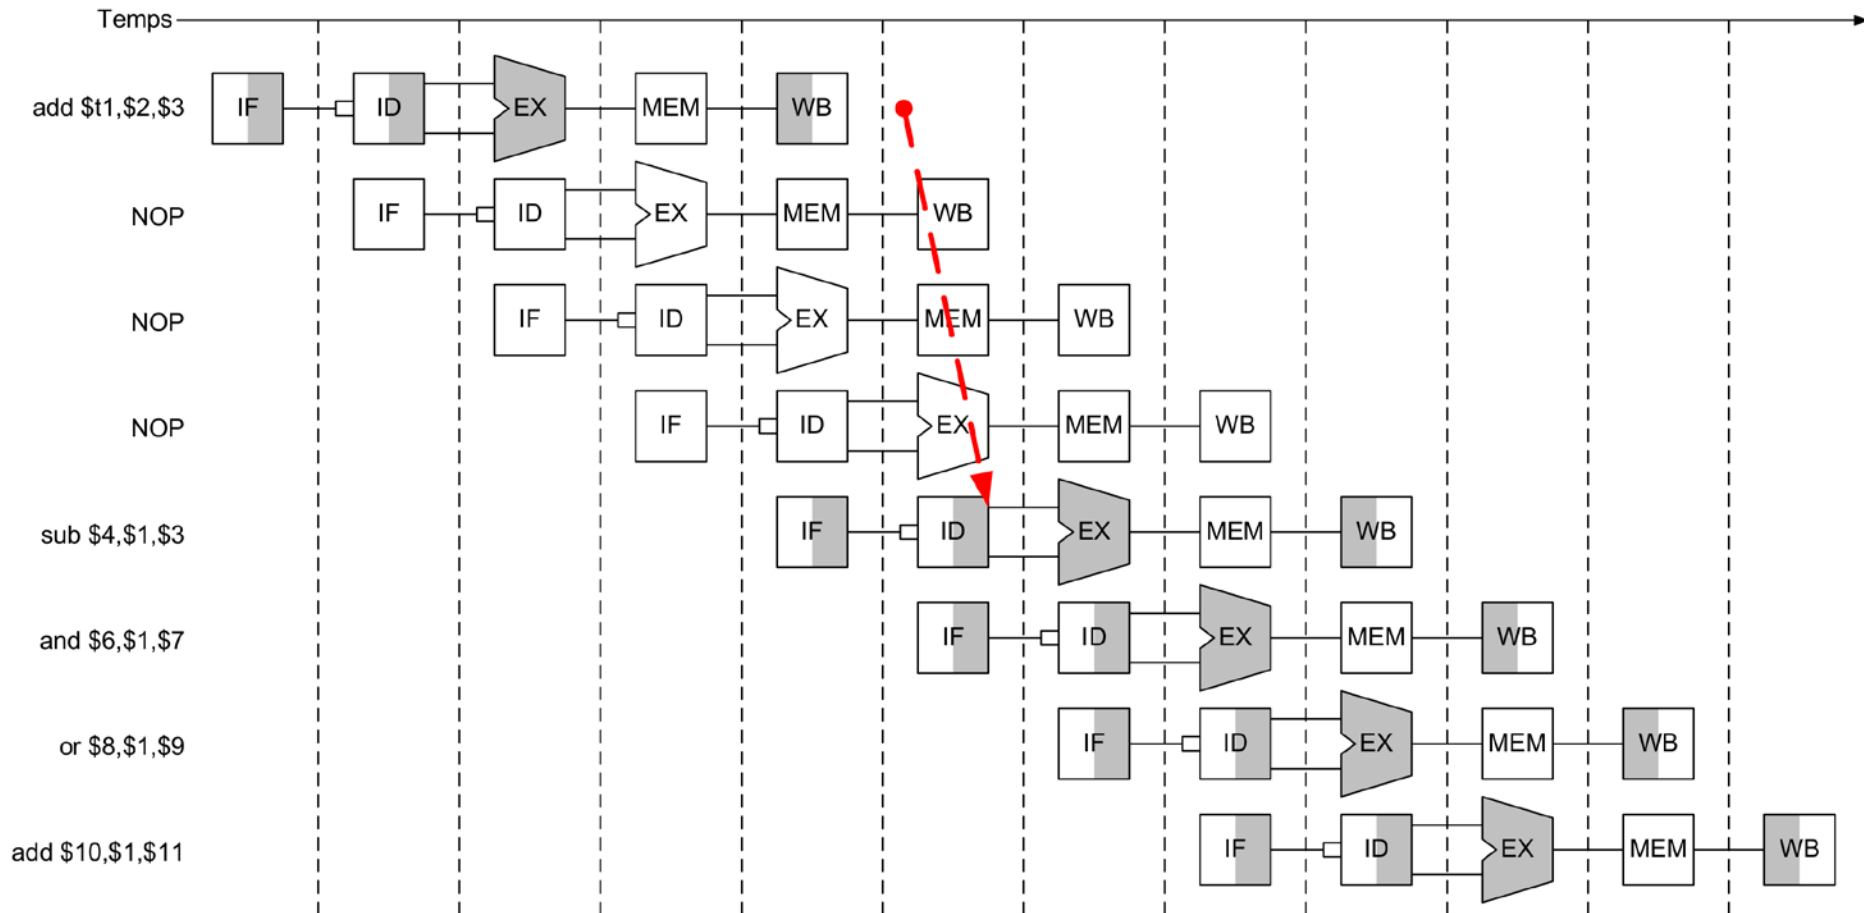 Temps
add $t1,$2,$3 IF ID EX MEM WB
NOP IF ID EX MEM WB
NOP IF ID EX MEM WB
NOP IF ID EX MEM WB
sub $4,$1,$3 IF ID EX MEM WB
and $6,$1,$7 IF ID EX MEM WB
or $8,$1,$9 IF ID EX MEM WB
add $10,$1,$11 IF ID EX MEM WB